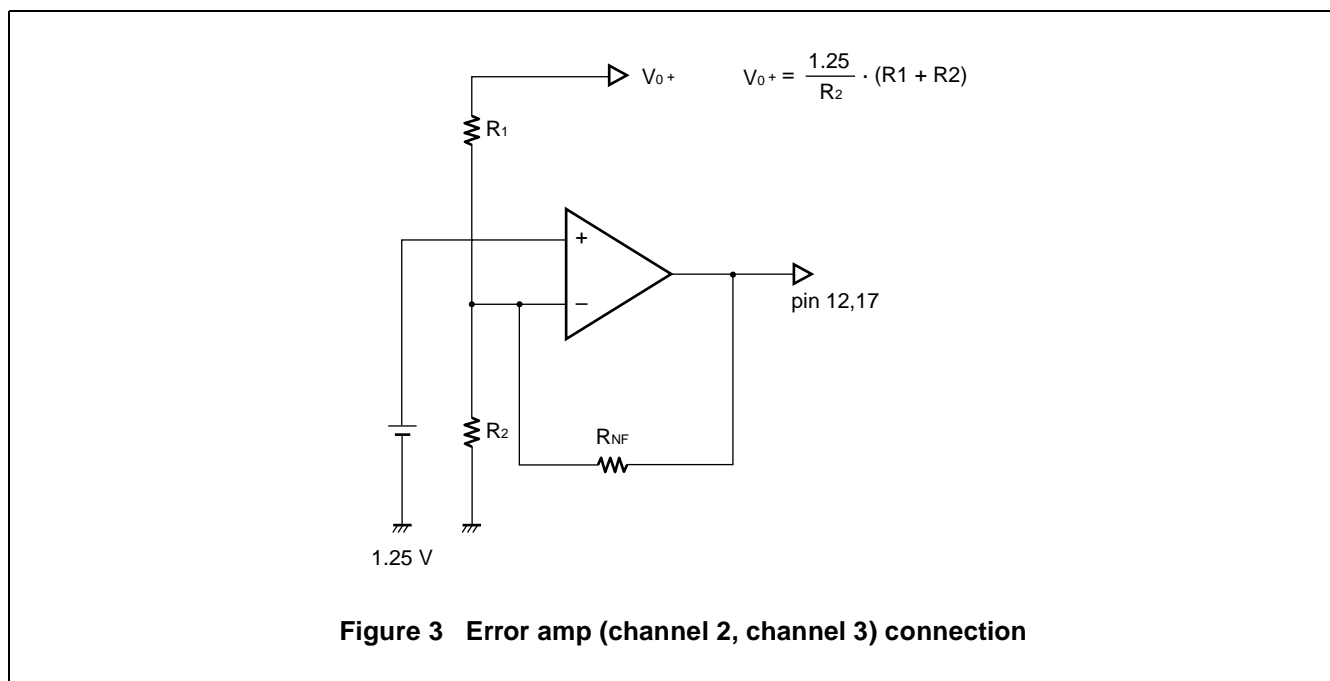 V0 +
V0 + = 1.25 / R2 · (R1 + R2)
R1
+
−
pin 12,17
R2
RNF
1.25 V
Figure 3 Error amp (channel 2, channel 3) connection